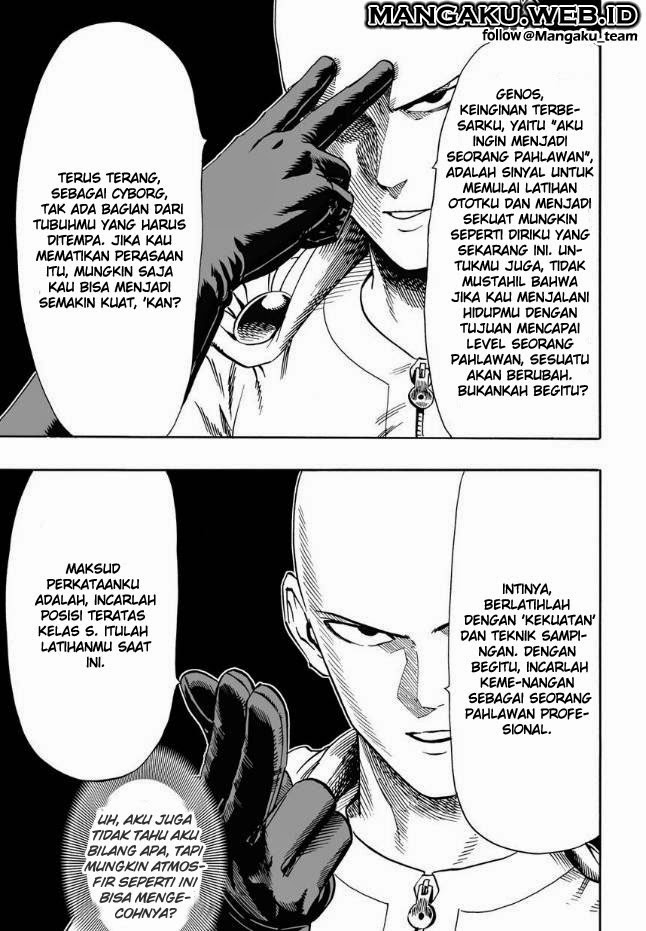 MANGAKU.WEB.ID
follow @Mangaku_team
GENOS,
KEINGINAN TERBE-
SARKU, YAITU "AKU
INGIN MENJADI
SEORANG PAHLAWAN",
ADALAH SINYAL UNTUK
MEMULAI LATIHAN
OTOTKU DAN MENJADI
SEKUAT MUNGKIN
SEPERTI DIRIKU YANG
SEKARANG INI. UN-
TUKMU JUGA, TIDAK
MUSTAHIL BAHWA
JIKA KAU MENJALANI
HIDUPMU DENGAN
TUJUAN MENCAPAI
LEVEL SEORANG
PAHLAWAN, SESUATU
AKAN BERUBAH.
BUKANKAH BEGITU?
TERUS TERANG,
SEBAGAI CYBORG,
TAK ADA BAGIAN DARI
TUBUHMU YANG HARUS
DITEMPA. JIKA KAU
MEMATIKAN PERASAAN
ITU, MUNGKIN SAJA
KAU BISA MENJADI
SEMAKIN KUAT, 'KAN?
INTINYA,
BERLATIHLAH
DENGAN 'KEKUATAN'
DAN TEKNIK SAMPI-
NGAN. DENGAN
BEGITU, INCARLAH
KEME-NANGAN
SEBAGAI SEORANG
PAHLAWAN PROFE-
SIONAL.
MAKSUD
PERKATAANKU
ADALAH, INCARLAH
POSISI TERATAS
KELAS S. ITULAH
LATIHANMU SAAT
INI.
UH, AKU JUGA
TIDAK TAHU AKU
BILANG APA, TAPI
MUNGKIN ATMOS-
FIR SEPERTI INI
BISA MENGE-
COHNYA?